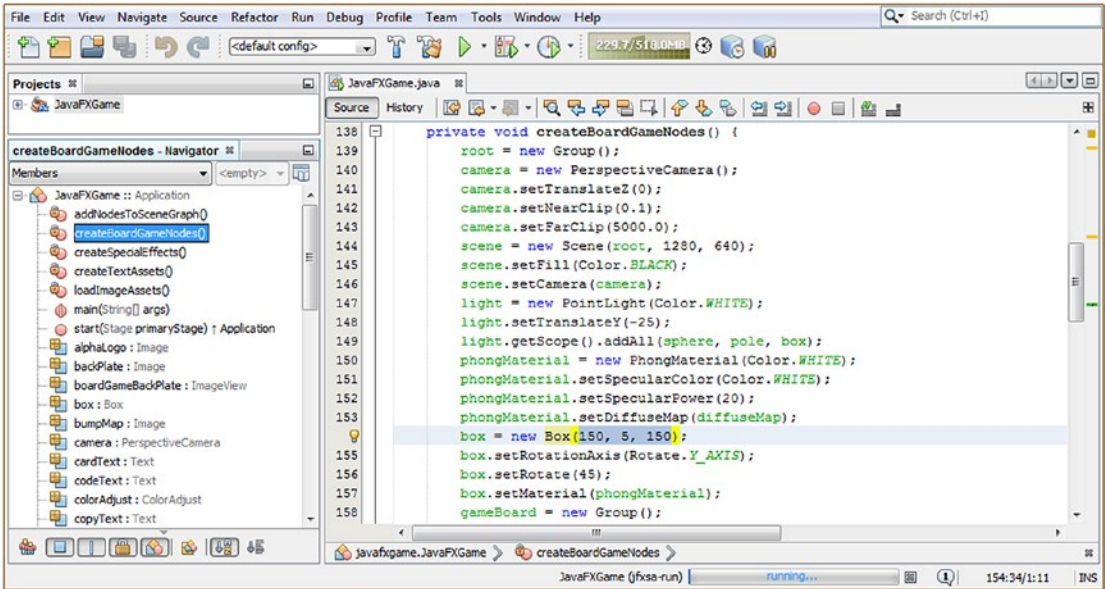 File Edit View Navigate Source Refactor Run Debug Profile Team Tools Window Help
Search (Ctrl+I)
<default config>
229.7/518.0MB
Projects
JavaFXGame
createBoardGameNodes - Navigator
Members
<empty>
JavaFXGame :: Application
addNodesToSceneGraph()
createBoardGameNodes()
createSpecialEffects()
createTextAssets()
loadImageAssets()
main(String[] args)
start(Stage primaryStage) ↑ Application
alphaLogo : Image
backPlate : Image
boardGameBackPlate : ImageView
box : Box
bumpMap : Image
camera : PerspectiveCamera
cardText : Text
codeText : Text
colorAdjust : ColorAdjust
copyText : Text
JavaFXGame.java
Source History
138 private void createBoardGameNodes() {
139 root = new Group();
140 camera = new PerspectiveCamera();
141 camera.setTranslateZ(0);
142 camera.setNearClip(0.1);
143 camera.setFarClip(5000.0);
144 scene = new Scene(root, 1280, 640);
145 scene.setFill(Color.BLACK);
146 scene.setCamera(camera);
147 light = new PointLight(Color.WHITE);
148 light.setTranslateY(-25);
149 light.getScope().addAll(sphere, pole, box);
150 phongMaterial = new PhongMaterial(Color.WHITE);
151 phongMaterial.setSpecularColor(Color.WHITE);
152 phongMaterial.setSpecularPower(20);
153 phongMaterial.setDiffuseMap(diffuseMap);
box = new Box(150, 5, 150);
155 box.setRotationAxis(Rotate.Y_AXIS);
156 box.setRotate(45);
157 box.setMaterial(phongMaterial);
158 gameBoard = new Group();
javafxgame.JavaFXGame createBoardGameNodes
JavaFXGame (jfxsa-run) running... 1 154:34/1:11 INS